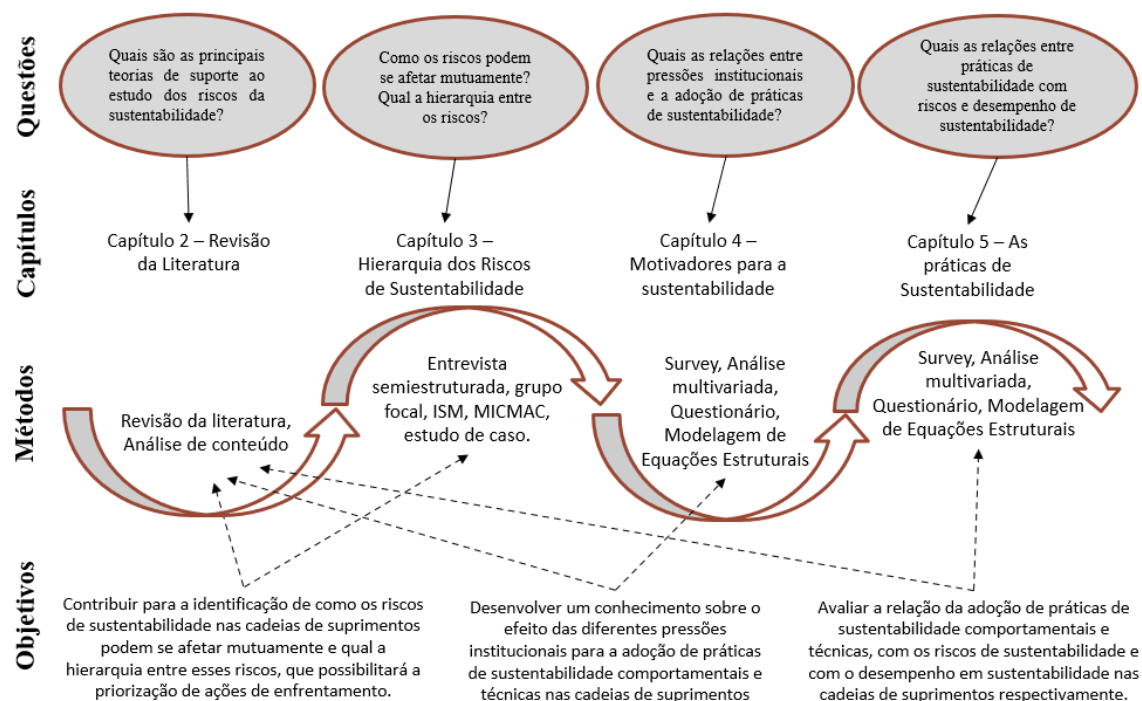 Questões
Quais são as principais
teorias de suporte ao
estudo dos riscos da
sustentabilidade?
Como os riscos podem
se afetar mutuamente?
Qual a hierarquia entre
os riscos?
Quais as relações entre
pressões institucionais
e a adoção de práticas
de sustentabilidade?
Quais as relações entre
práticas de
sustentabilidade com
riscos e desempenho de
sustentabilidade?
Capítulos
Capítulo 2 – Revisão
da Literatura
Capítulo 3 –
Hierarquia dos Riscos
de Sustentabilidade
Capítulo 4 –
Motivadores para a
sustentabilidade
Capítulo 5 – As
práticas de
Sustentabilidade
Métodos
Revisão da literatura,
Análise de conteúdo
Entrevista
semiestruturada, grupo
focal, ISM, MICMAC,
estudo de caso.
Survey, Análise
multivariada,
Questionário,
Modelagem de
Equações Estruturais
Survey, Análise
multivariada,
Questionário, Modelagem
de Equações Estruturais
Objetivos
Contribuir para a identificação de como os riscos
de sustentabilidade nas cadeias de suprimentos
podem se afetar mutuamente e qual a
hierarquia entre esses riscos, que possibilitará a
priorização de ações de enfrentamento.
Desenvolver um conhecimento sobre o
efeito das diferentes pressões
institucionais para a adoção de práticas
de sustentabilidade comportamentais e
técnicas nas cadeias de suprimentos
Avaliar a relação da adoção de práticas de
sustentabilidade comportamentais e
técnicas, com os riscos de sustentabilidade e
com o desempenho em sustentabilidade nas
cadeias de suprimentos respectivamente.